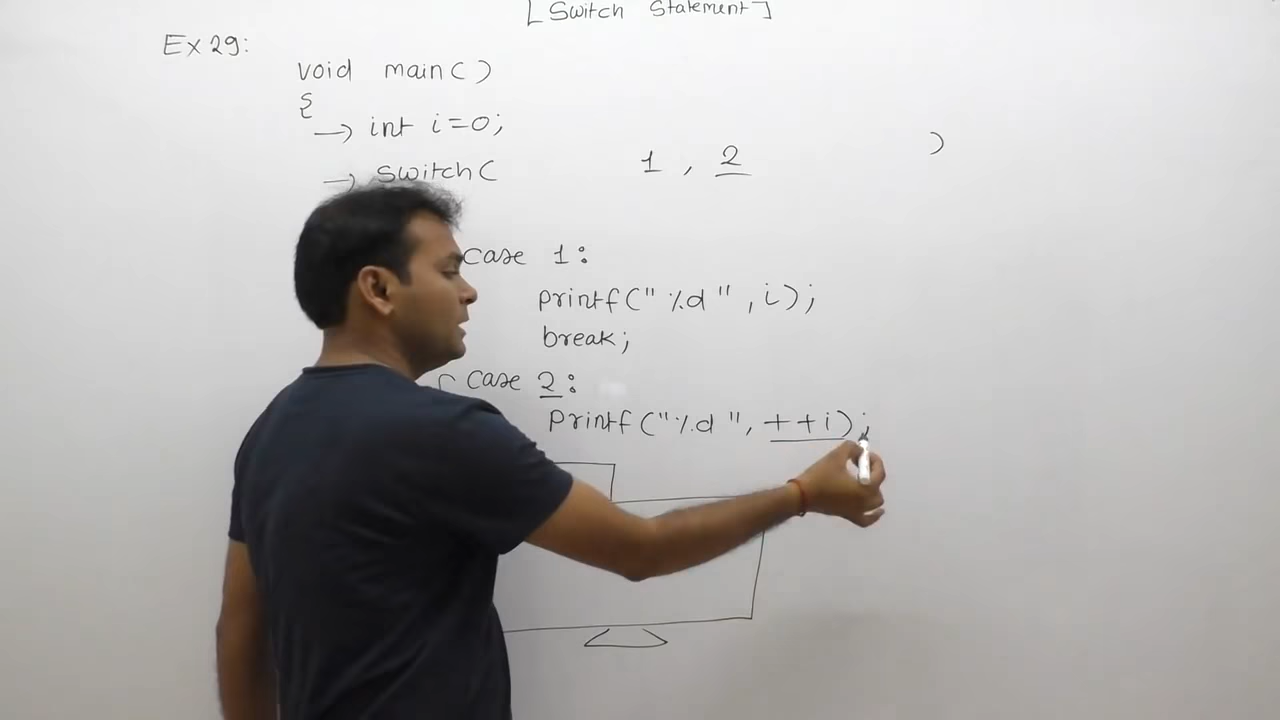 [Switch Statement]
Ex 29:
void main()
{
→ int i=0;
→ switch( 1 , 2 )
case 1:
printf("%d", i);
break;
case 2:
printf("%d", ++i);